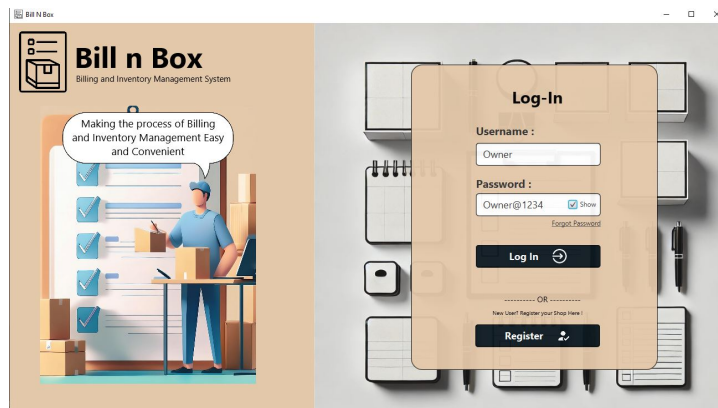 Bill N Box
Bill n Box
Billing and Inventory Management System
Making the process of Billing
and Inventory Management Easy
and Convenient
Log-In
Username :
Owner
Password :
Owner@1234
Show
Forgot Password
Log In
---------- OR ----------
New User? Register your Shop Here !
Register